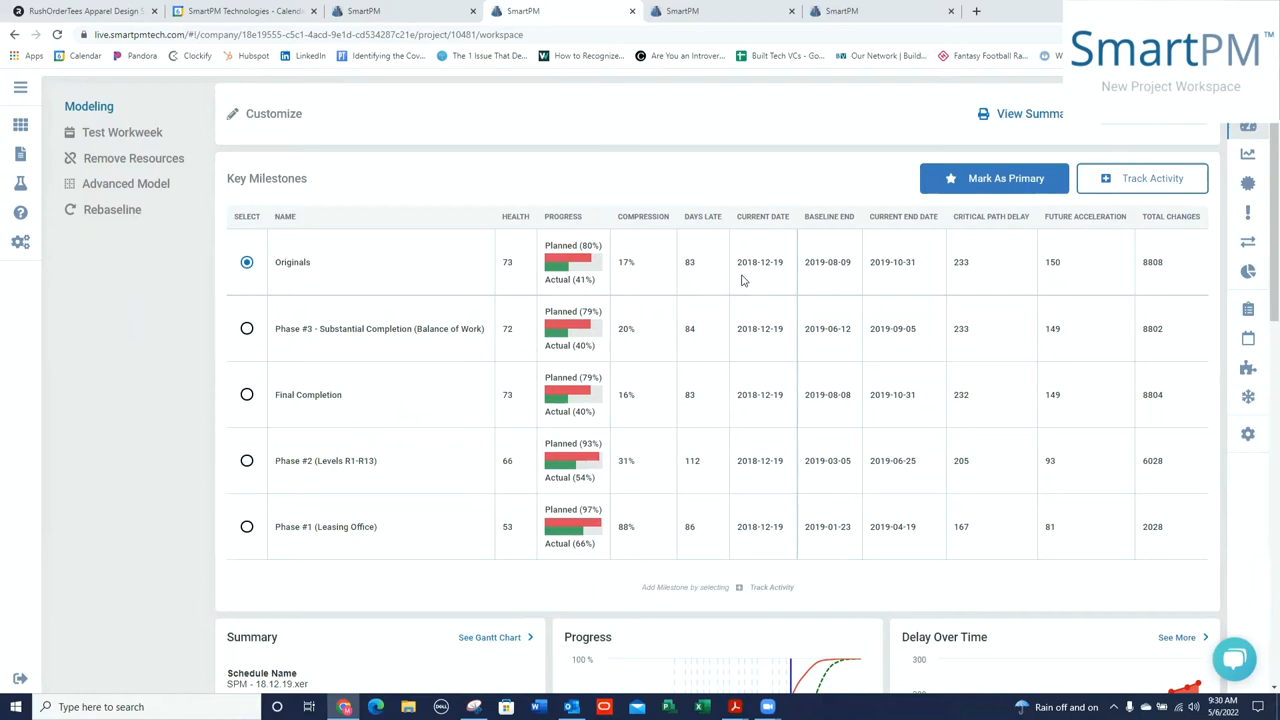 RushOrderTees Apparel Design S
SmartPM Technologies - Calenda
SmartPM
SmartPM
SmartPM
SmartPM
live.smartpmtech.com/#!/company/18e19555-c5c1-4acd-9e1d-cd534287c21e/project/10481/workspace
Apps
Calendar
Pandora
Clockify
Hubspot
LinkedIn
Identifying the Cov...
The 1 Issue That De...
How to Recognize...
Are You an Introver...
Built Tech VCs - Go...
Our Network | Build...
Fantasy Football Ra...
W
SmartPM™
New Project Workspace
Modeling
Test Workweek
Remove Resources
Advanced Model
Rebaseline
Customize
View Summa
Key Milestones
Mark As Primary
Track Activity
SELECT NAME HEALTH PROGRESS COMPRESSION DAYS LATE CURRENT DATE BASELINE END CURRENT END DATE CRITICAL PATH DELAY FUTURE ACCELERATION TOTAL CHANGES
Planned (80%)
Originals 73 17% 83 2018-12-19 2019-08-09 2019-10-31 233 150 8808
Actual (41%)
Planned (79%)
Phase #3 - Substantial Completion (Balance of Work) 72 20% 84 2018-12-19 2019-06-12 2019-09-05 233 149 8802
Actual (40%)
Planned (79%)
Final Completion 73 16% 83 2018-12-19 2019-08-08 2019-10-31 232 149 8804
Actual (40%)
Planned (93%)
Phase #2 (Levels R1-R13) 66 31% 112 2018-12-19 2019-03-05 2019-06-25 205 93 6028
Actual (54%)
Planned (97%)
Phase #1 (Leasing Office) 53 88% 86 2018-12-19 2019-01-23 2019-04-19 167 81 2028
Actual (66%)
Add Milestone by selecting Track Activity
Summary
See Gantt Chart
Schedule Name
SPM - 18.12.19.xer
Progress
100 %
Delay Over Time
See More
300
Type here to search
Rain off and on
9:30 AM
5/6/2022